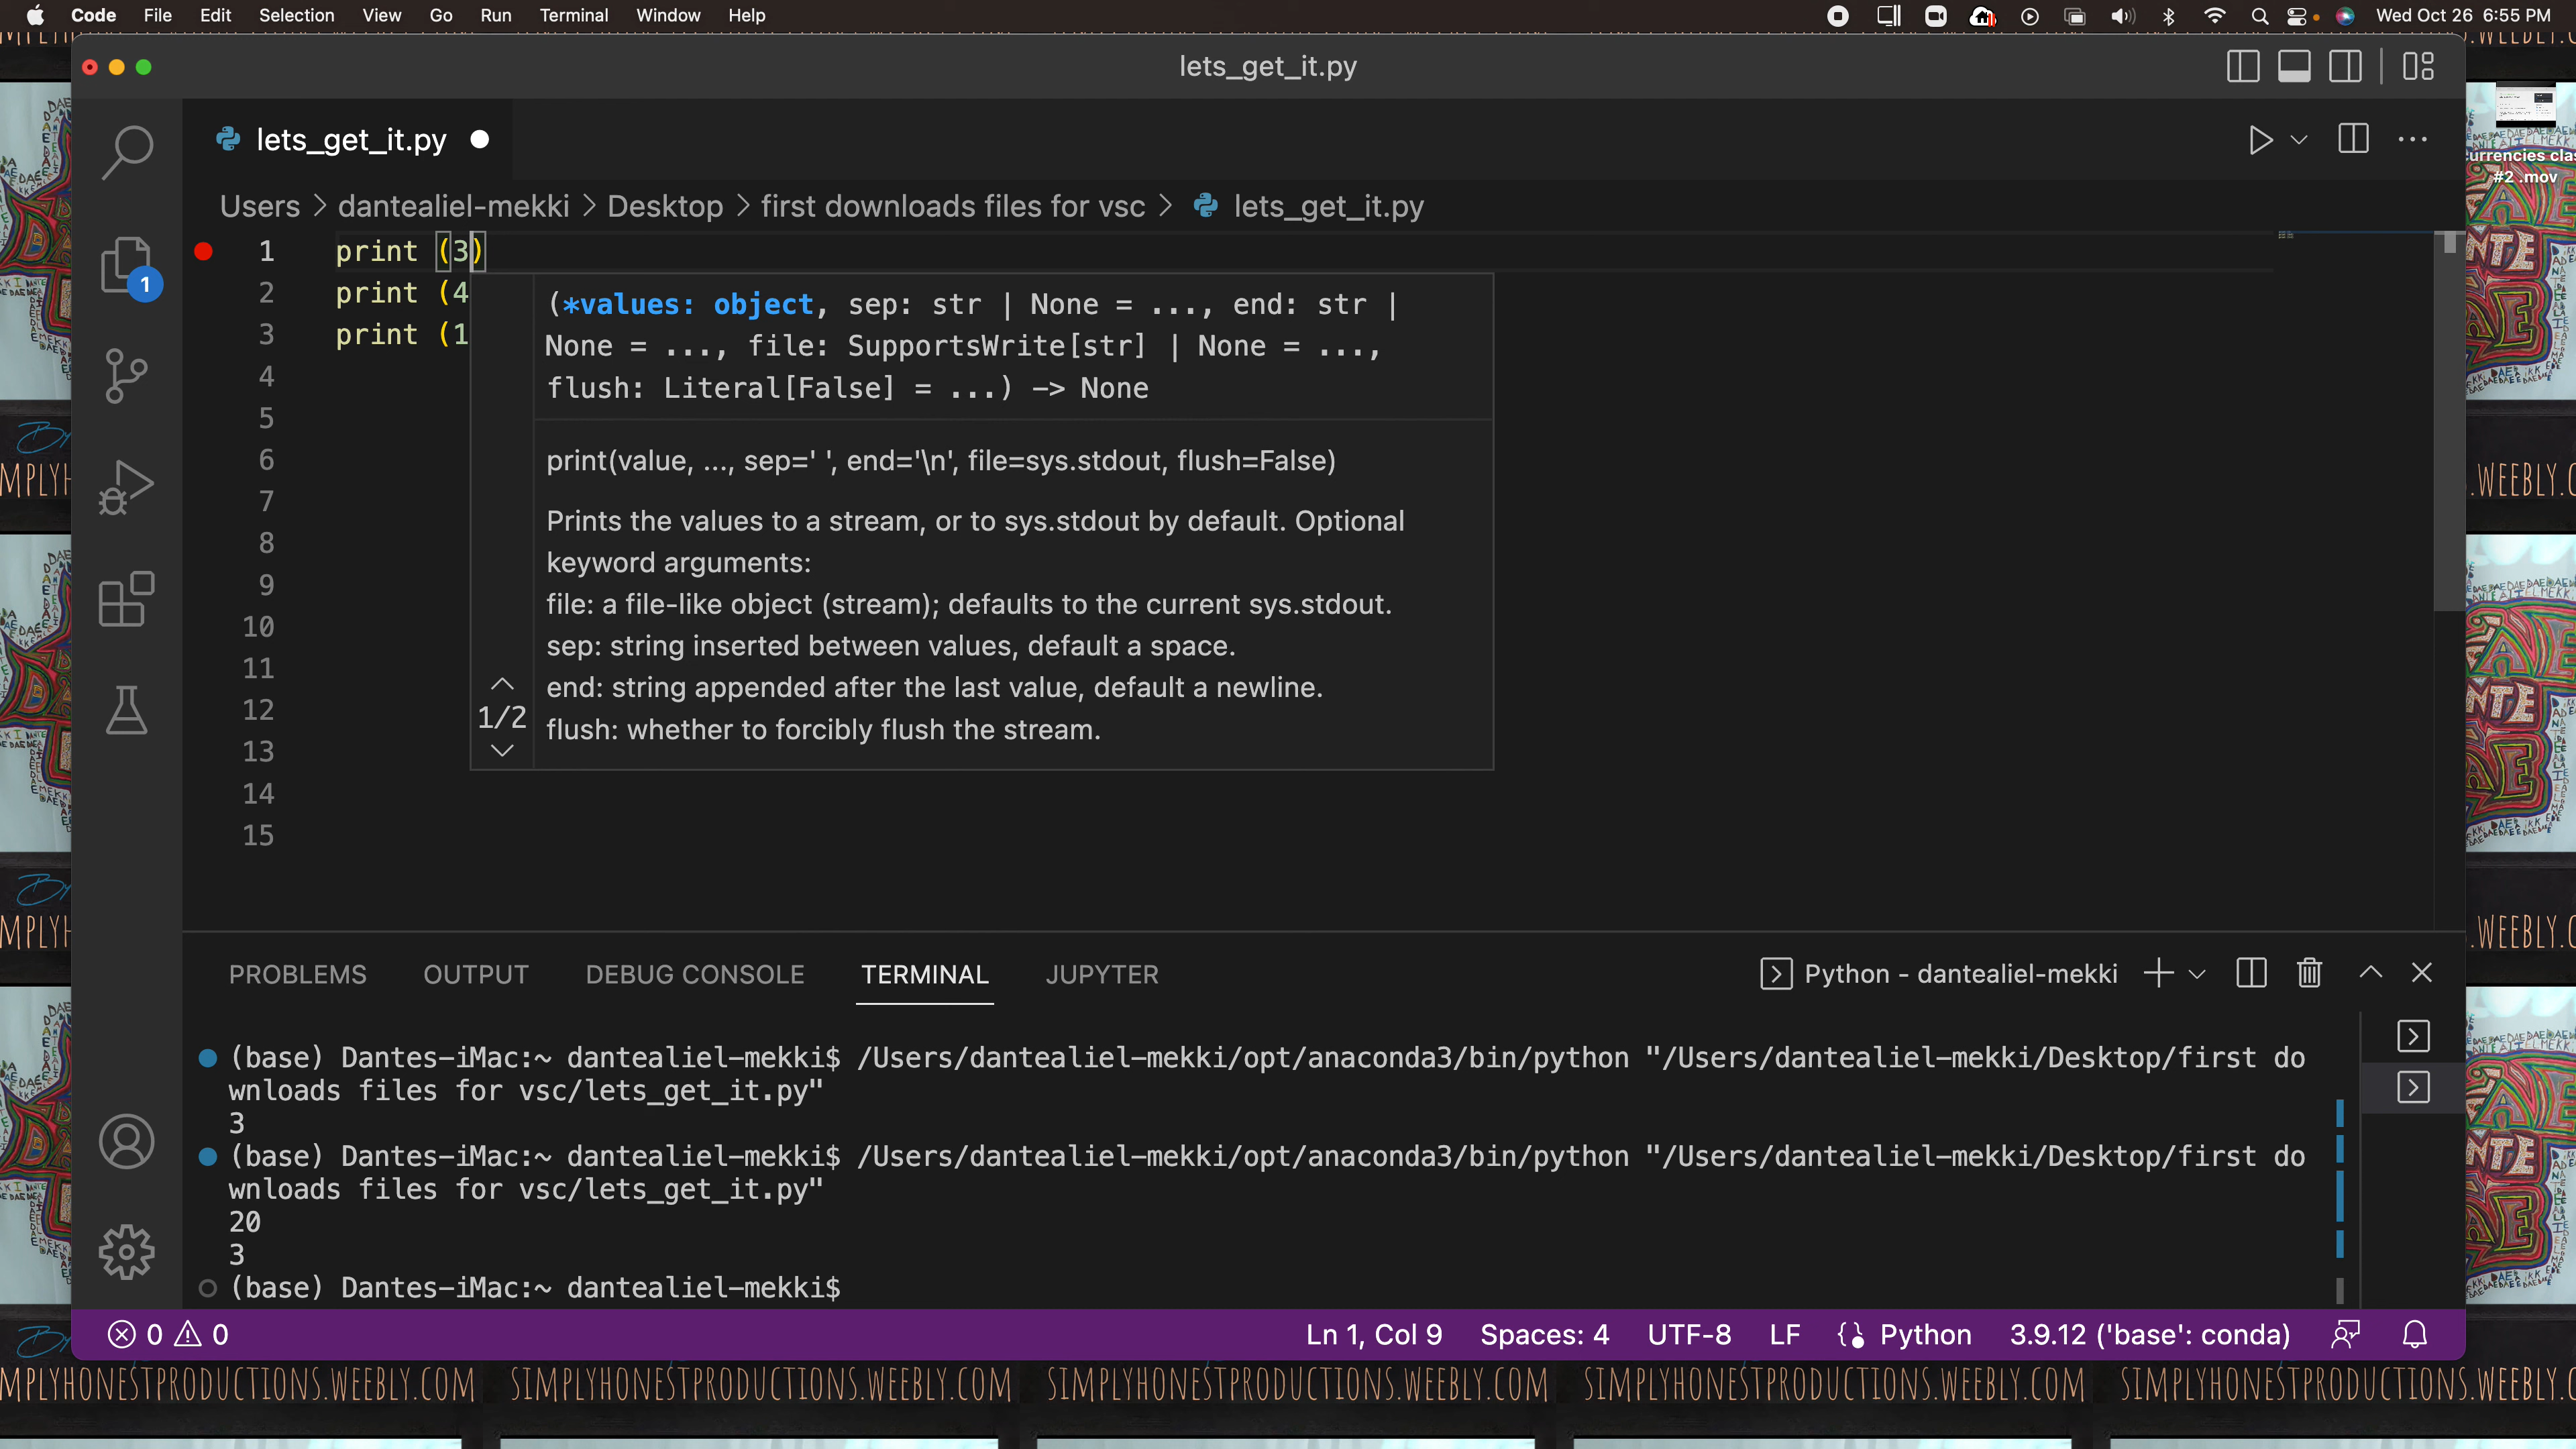 Code File Edit Selection View Go Run Terminal Window Help Wed Oct 26 6:55 PM
lets_get_it.py
lets_get_it.py
Users > dantealiel-mekki > Desktop > first downloads files for vsc > lets_get_it.py
#2 .mov
1 print (3)
2 print (4
3 print (1
4
5
6
7
8
9
10
11
12
13
14
15
(*values: object, sep: str | None = ..., end: str |
None = ..., file: SupportsWrite[str] | None = ...,
flush: Literal[False] = ...) -> None
print(value, ..., sep=' ', end='\n', file=sys.stdout, flush=False)
Prints the values to a stream, or to sys.stdout by default. Optional
keyword arguments:
file: a file-like object (stream); defaults to the current sys.stdout.
sep: string inserted between values, default a space.
end: string appended after the last value, default a newline.
flush: whether to forcibly flush the stream.
1/2
1
PROBLEMS OUTPUT DEBUG CONSOLE TERMINAL JUPYTER Python - dantealiel-mekki
(base) Dantes-iMac:~ dantealiel-mekki$ /Users/dantealiel-mekki/opt/anaconda3/bin/python "/Users/dantealiel-mekki/Desktop/first do
wnloads files for vsc/lets_get_it.py"
3
(base) Dantes-iMac:~ dantealiel-mekki$ /Users/dantealiel-mekki/opt/anaconda3/bin/python "/Users/dantealiel-mekki/Desktop/first do
wnloads files for vsc/lets_get_it.py"
20
3
(base) Dantes-iMac:~ dantealiel-mekki$
0 0 Ln 1, Col 9 Spaces: 4 UTF-8 LF Python 3.9.12 ('base': conda)
MPLYHONESTPRODUCTIONS.WEEBLY.COM SIMPLYHONESTPRODUCTIONS.WEEBLY.COM SIMPLYHONESTPRODUCTIONS.WEEBLY.COM SIMPLYHONESTPRODUCTIONS.WEEBLY.COM SIMPLYHONESTPRODUCTIONS.WEEBLY.C